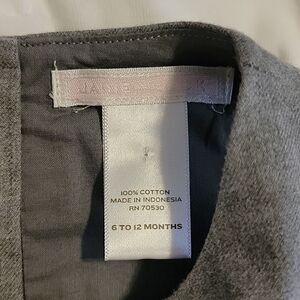 100% COTTON
MADE IN INDONESIA
RN 70530
6 TO 12 MONTHS